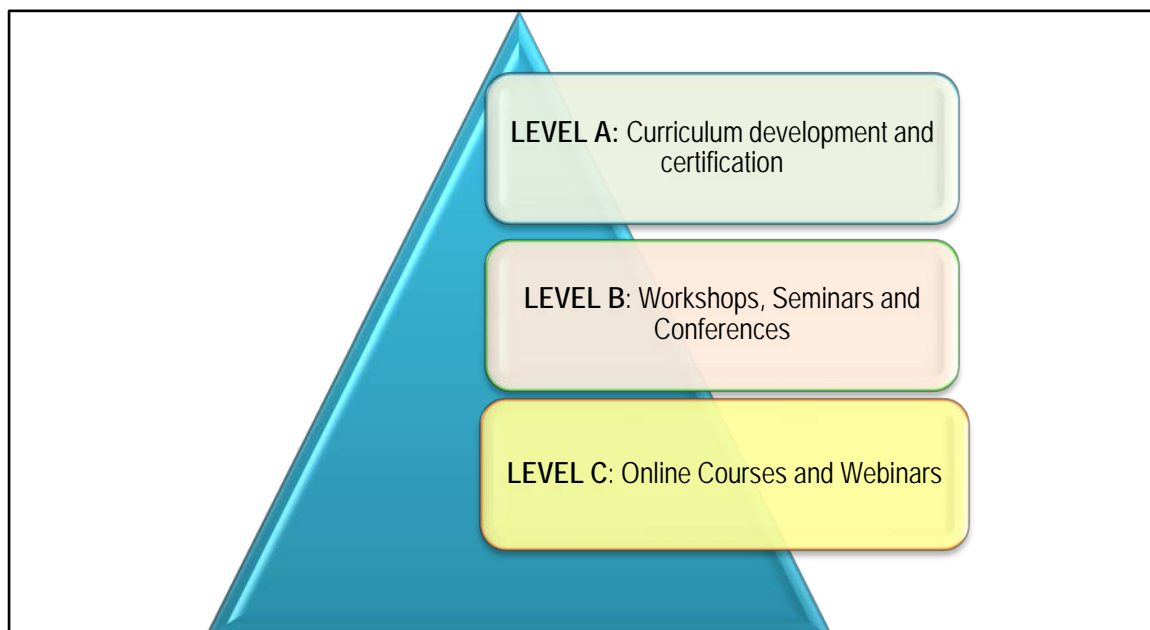 LEVEL A: Curriculum development and
certification
LEVEL B: Workshops, Seminars and
Conferences
LEVEL C: Online Courses and Webinars